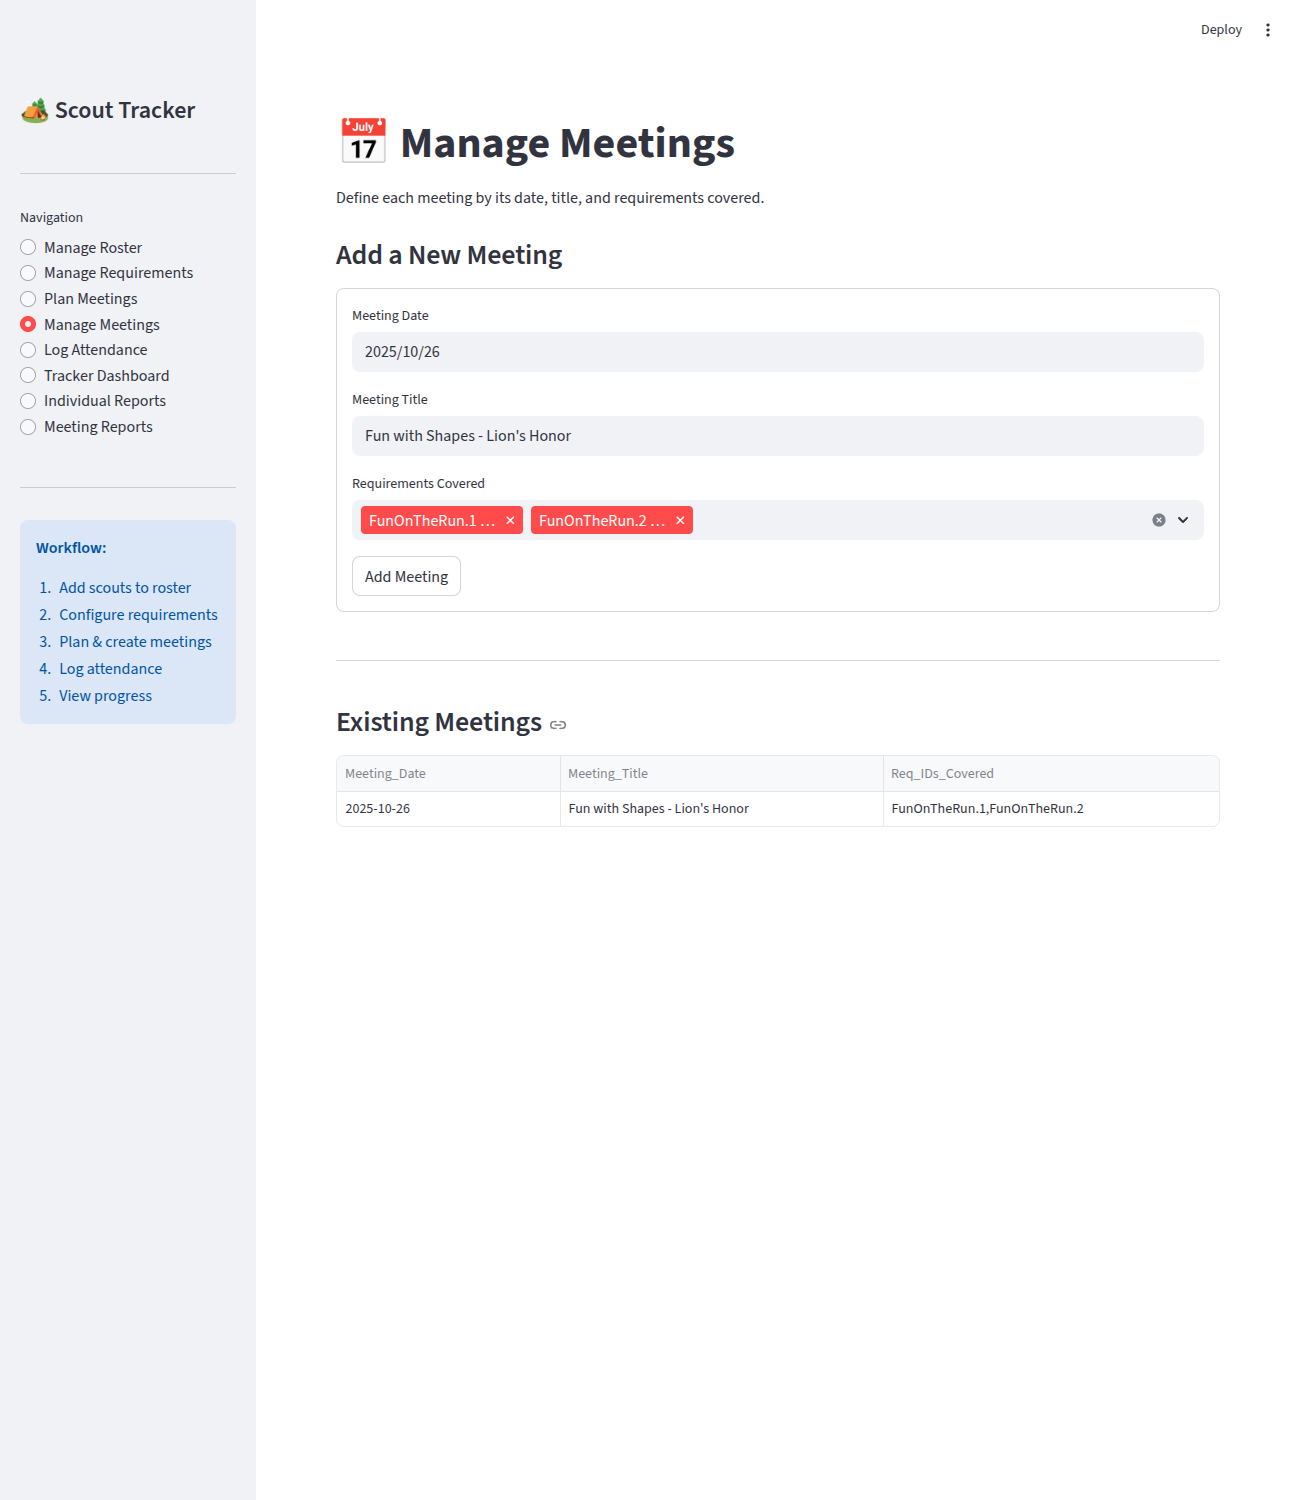 Deploy
🏕️ Scout Tracker
Navigation
Manage Roster
Manage Requirements
Plan Meetings
Manage Meetings
Log Attendance
Tracker Dashboard
Individual Reports
Meeting Reports
Workflow:
1. Add scouts to roster
2. Configure requirements
3. Plan & create meetings
4. Log attendance
5. View progress
July
17
Manage Meetings
Define each meeting by its date, title, and requirements covered.
Add a New Meeting
Meeting Date
2025/10/26
Meeting Title
Fun with Shapes - Lion's Honor
Requirements Covered
FunOnTheRun.1 ... FunOnTheRun.2 ...
Add Meeting
Existing Meetings
Meeting_Date Meeting_Title Req_IDs_Covered
2025-10-26 Fun with Shapes - Lion's Honor FunOnTheRun.1,FunOnTheRun.2